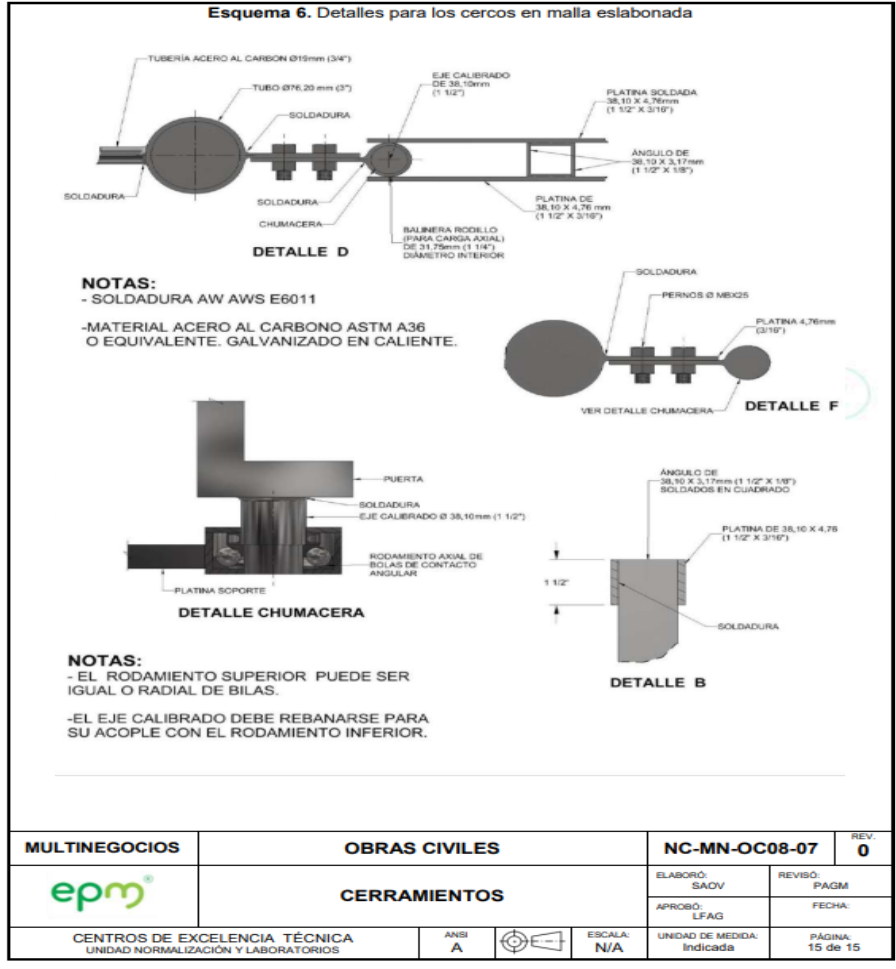 Esquema 6. Detalles para los cercos en malla eslabonada
TUBERÍA ACERO AL CARBON Ø19mm (3/4")
TUBO Ø76,20 mm (3")
SOLDADURA
EJE CALIBRADO
DE 38,10mm
(1 1/2")
PLATINA SOLDADA
38,10 X 4,76mm
(1 1/2" X 3/16")
ÁNGULO DE
38,10 X 3,17mm
(1 1/2" X 1/8")
SOLDADURA
SOLDADURA
CHUMACERA
PLATINA DE
38,10 X 4,76 mm
(1 1/2" X 3/16")
BALINERA RODILLO
(PARA CARGA AXIAL)
DE 31,75mm (1 1/4")
DIÁMETRO INTERIOR
DETALLE D
NOTAS:
- SOLDADURA AW AWS E6011
-MATERIAL ACERO AL CARBONO ASTM A36
O EQUIVALENTE. GALVANIZADO EN CALIENTE.
SOLDADURA
PERNOS Ø M8X25
PLATINA 4,76mm
(3/16")
VER DETALLE CHUMACERA
DETALLE F
PUERTA
SOLDADURA
EJE CALIBRADO Ø 38,10mm (1 1/2")
RODAMIENTO AXIAL DE
BOLAS DE CONTACTO
ANGULAR
PLATINA SOPORTE
DETALLE CHUMACERA
ÁNGULO DE
38,10 X 3,17mm (1 1/2" X 1/8")
SOLDADOS EN CUADRADO
PLATINA DE 38,10 X 4,76
(1 1/2" X 3/16")
1 1/2"
SOLDADURA
DETALLE B
NOTAS:
- EL RODAMIENTO SUPERIOR PUEDE SER
IGUAL O RADIAL DE BILAS.
-EL EJE CALIBRADO DEBE REBANARSE PARA
SU ACOPLE CON EL RODAMIENTO INFERIOR.
MULTINEGOCIOS
OBRAS CIVILES
NC-MN-OC08-07
REV.
0
epm®
CERRAMIENTOS
ELABORÓ:
SAOV
REVISÓ:
PAGM
APROBÓ:
LFAG
FECHA:
CENTROS DE EXCELENCIA TÉCNICA
UNIDAD NORMALIZACIÓN Y LABORATORIOS
ANSI
A
ESCALA:
N/A
UNIDAD DE MEDIDA:
Indicada
PÁGINA:
15 de 15